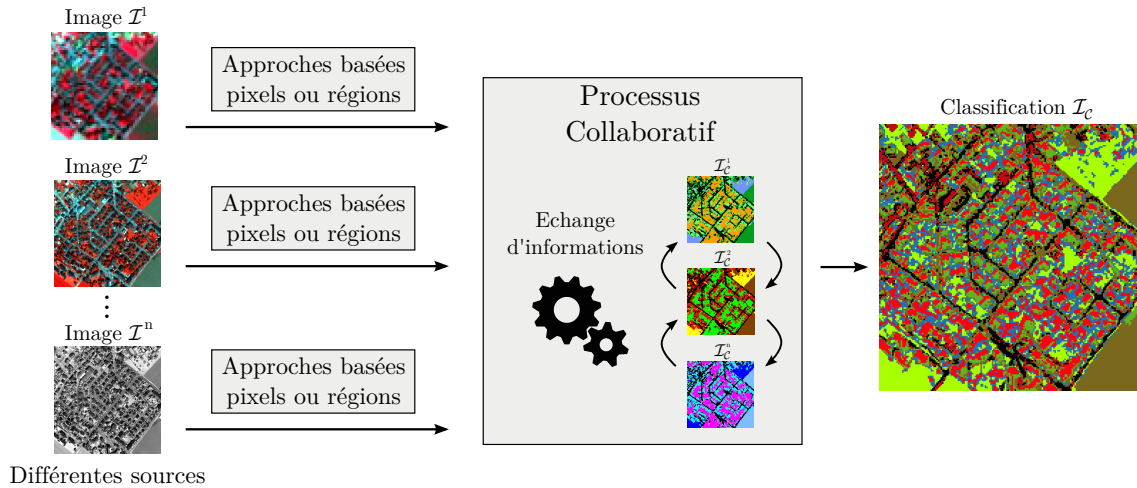 Image I¹
Approches basées
pixels ou régions
Image I²
Approches basées
pixels ou régions
Image Iⁿ
Approches basées
pixels ou régions
Différentes sources
Processus
Collaboratif
Echange
d'informations
I_C¹
I_C²
I_Cⁿ
Classification I_C